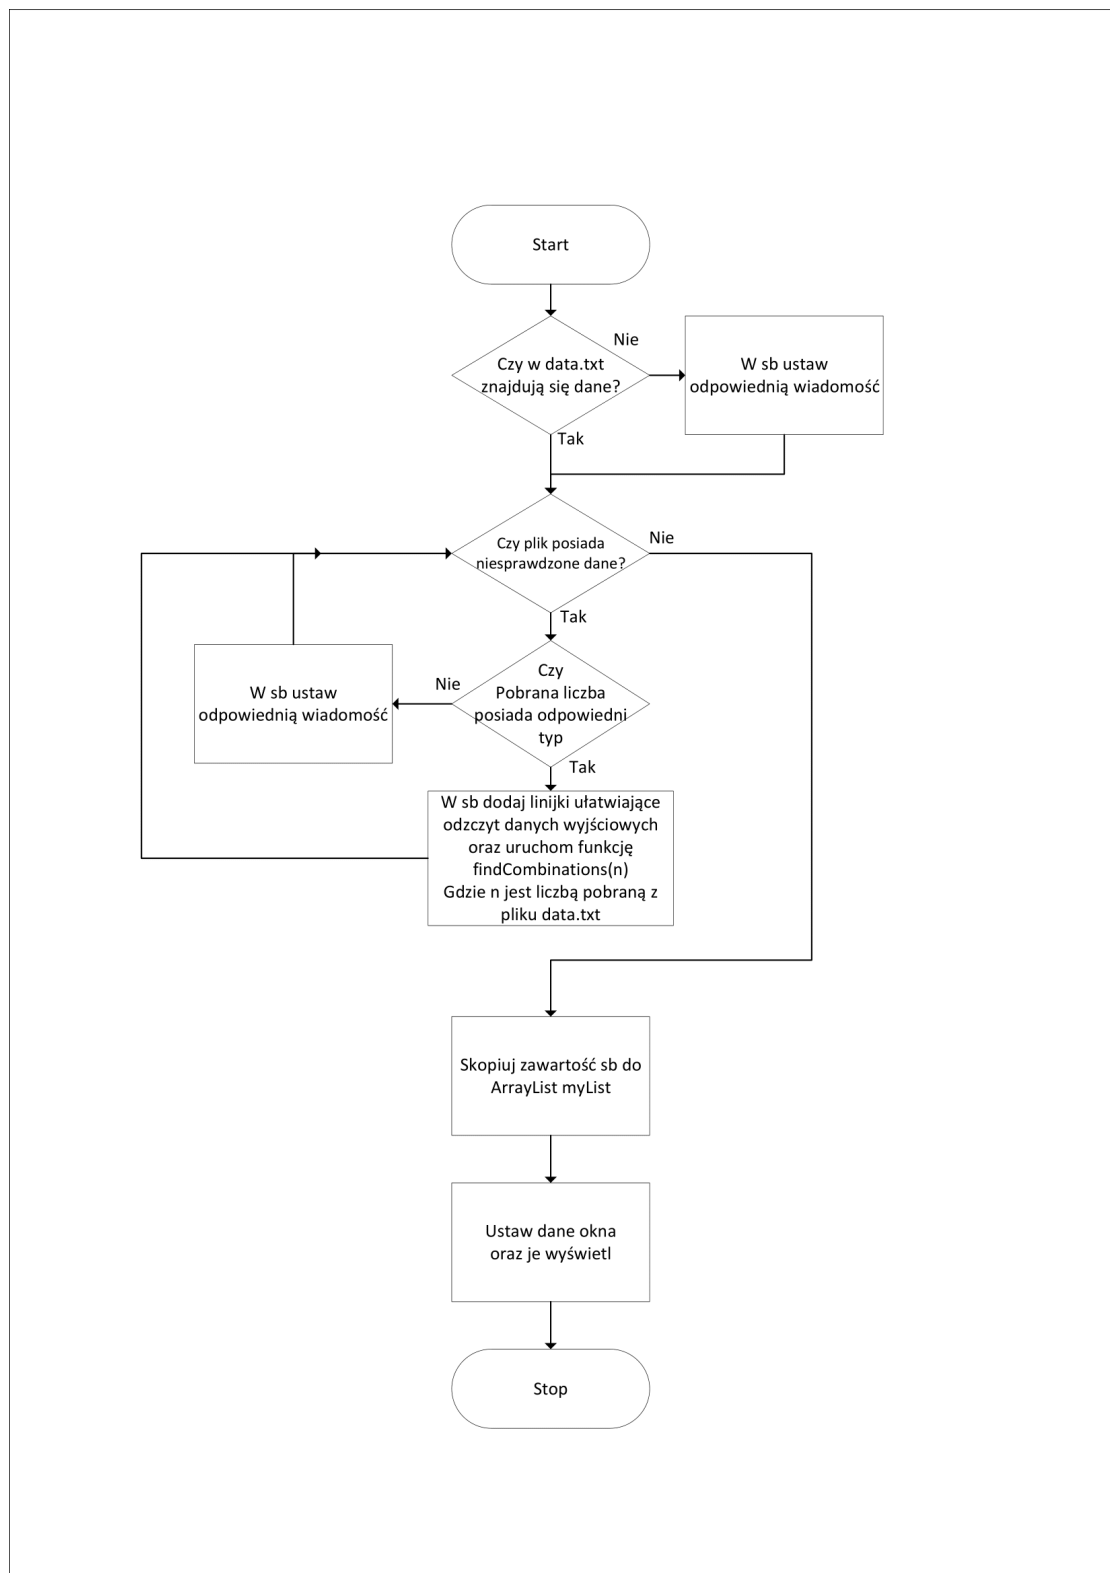 Start
Nie
Czy w data.txt
znajdują się dane?
W sb ustaw
odpowiednią wiadomość
Tak
Czy plik posiada
niesprawdzone dane?
Nie
Tak
Czy
Pobrana liczba
posiada odpowiedni
typ
Nie
W sb ustaw
odpowiednią wiadomość
Tak
W sb dodaj linijki ułatwiające
odzczyt danych wyjściowych
oraz uruchom funkcję
findCombinations(n)
Gdzie n jest liczbą pobraną z
pliku data.txt
Skopiuj zawartość sb do
ArrayList myList
Ustaw dane okna
oraz je wyświetl
Stop